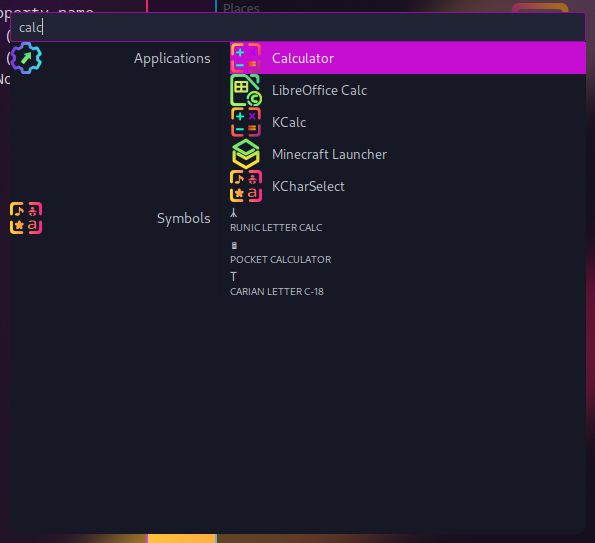 Places
operty name
calc
Applications
Calculator
LibreOffice Calc
KCalc
Minecraft Launcher
KCharSelect
Symbols
ᛣ
RUNIC LETTER CALC
🖩
POCKET CALCULATOR
CARIAN LETTER C-18